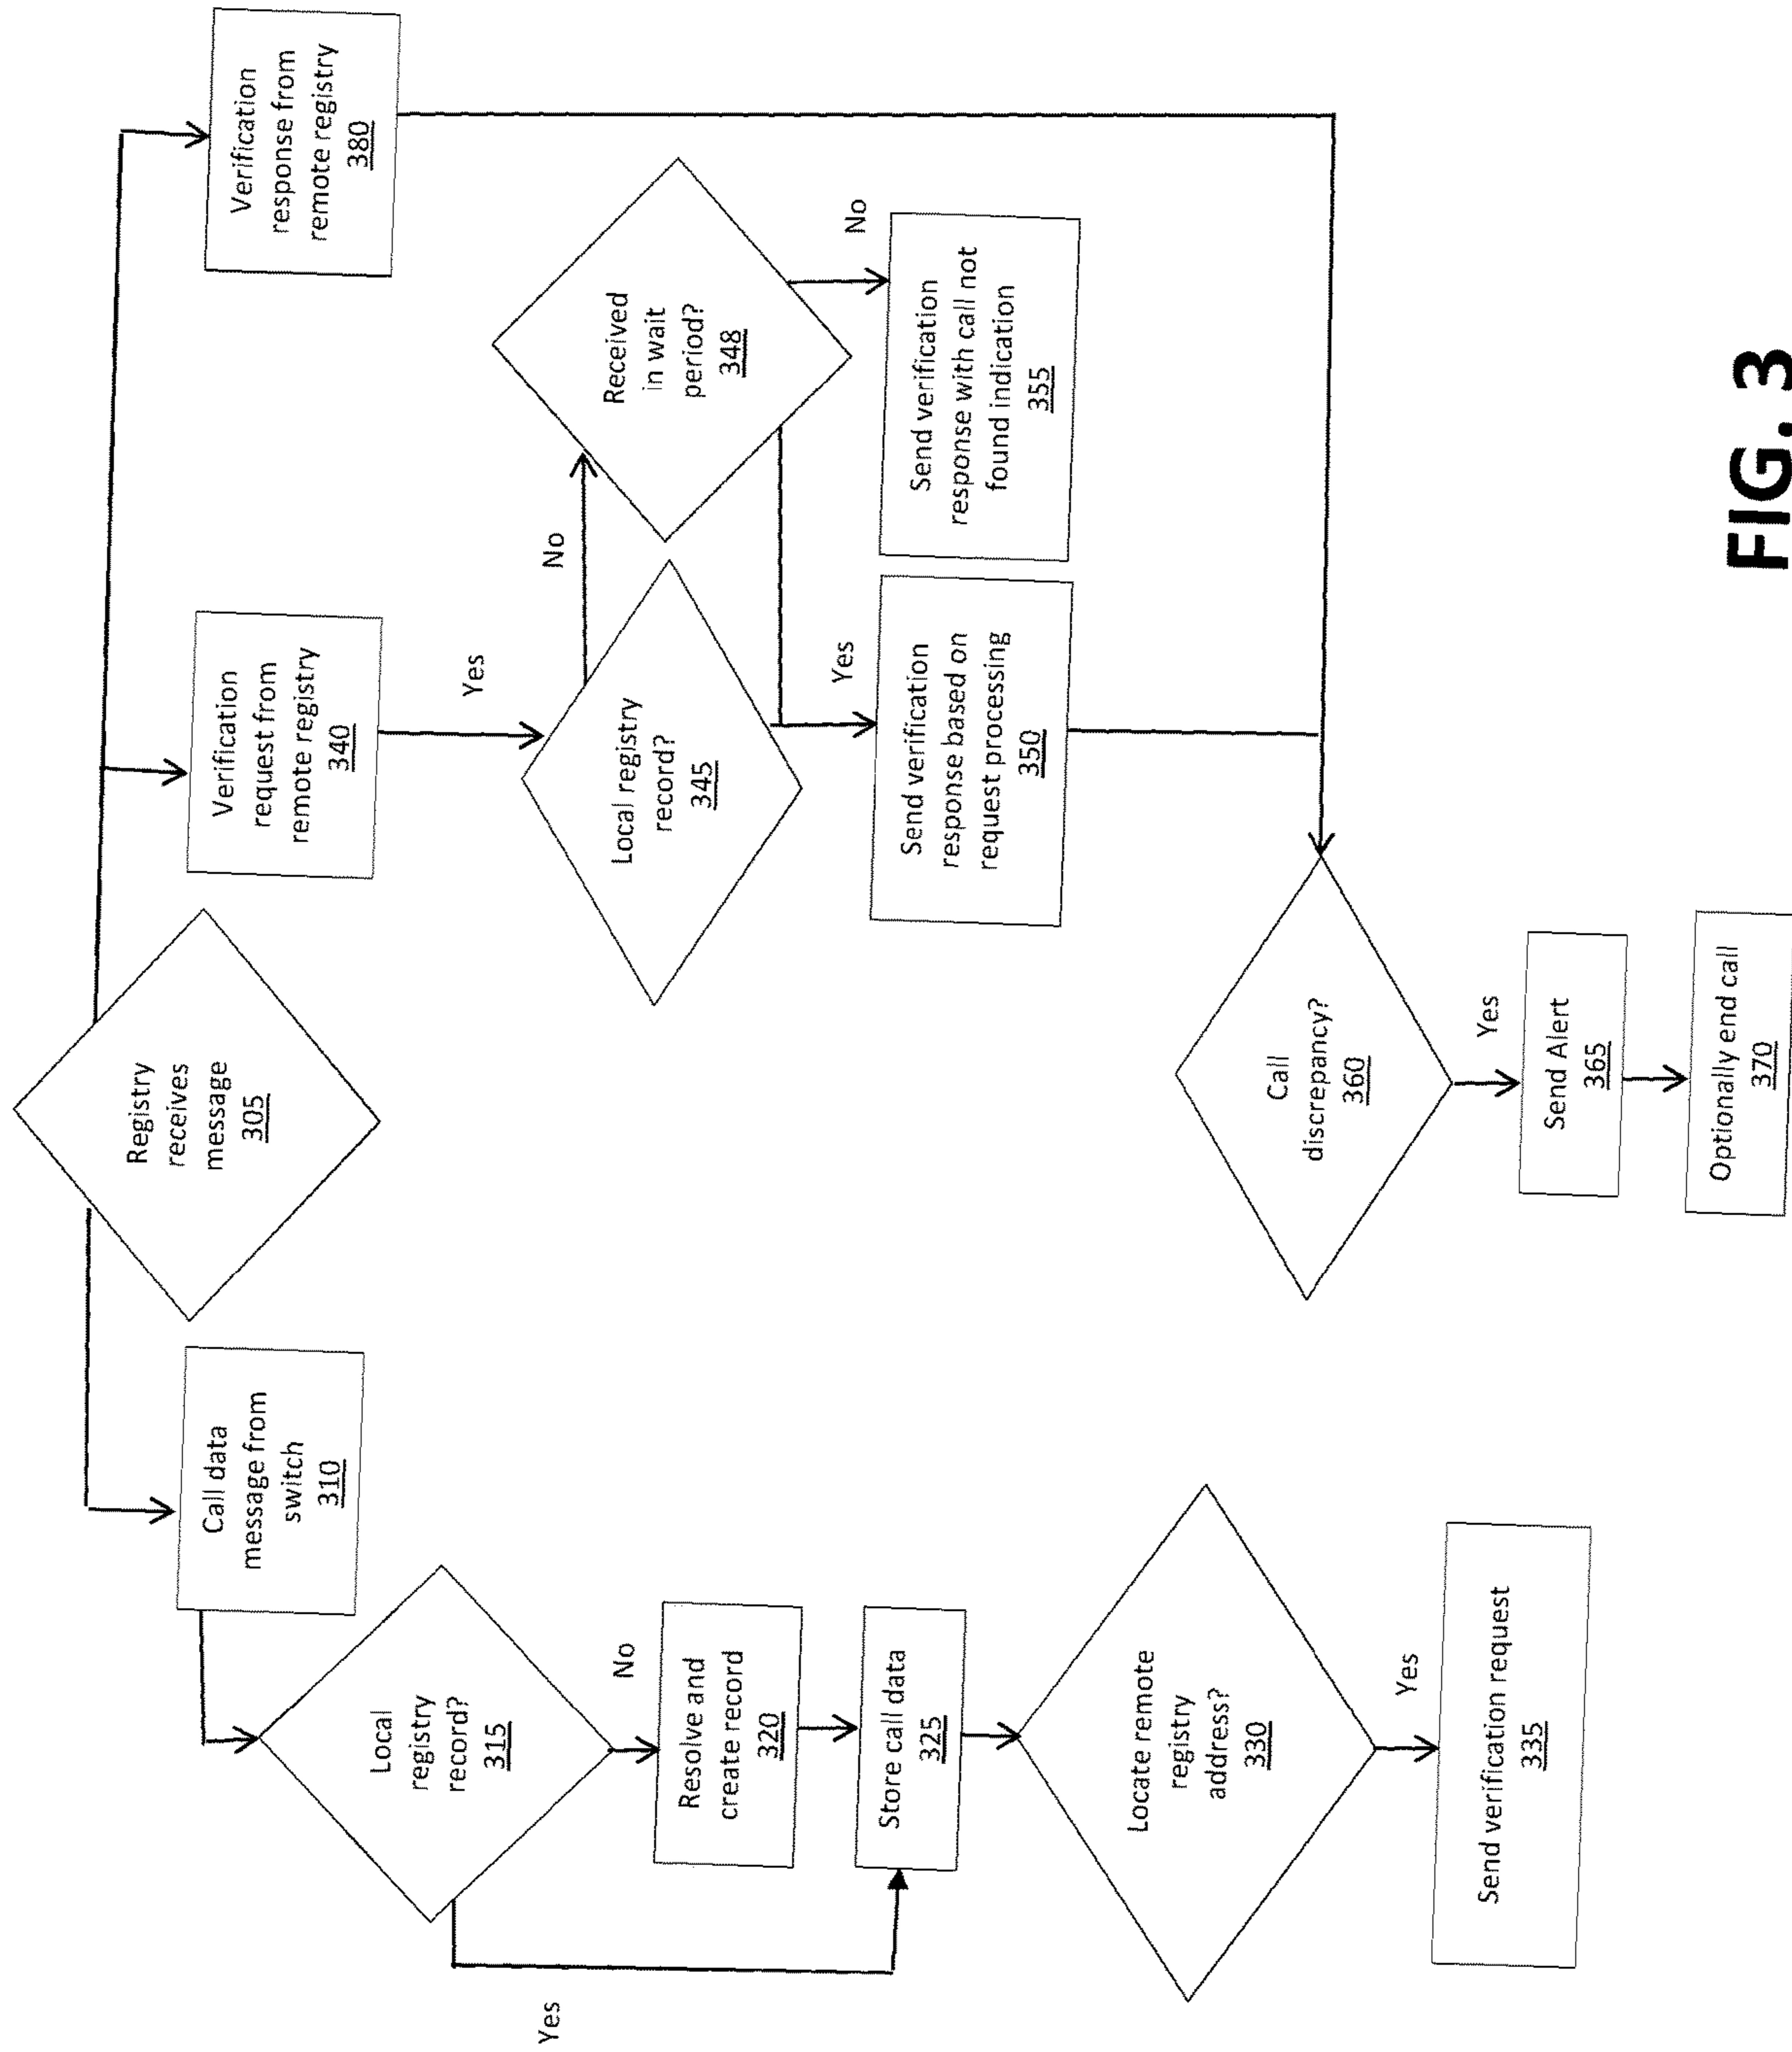 Registry
receives
message
305
Call data
message from
switch
310
Local
registry
record?
315
No
Yes
Resolve and
create record
320
Store call data
325
Locate remote
registry
address?
330
Yes
Send verification request
335
Verification
request from
remote registry
340
Yes
Local registry
record?
345
No
Received
in wait
period?
348
Yes
No
Send verification
response based on
request processing
350
Send verification
response with call not
found indication
355
Verification
response from
remote registry
380
Call
discrepancy?
360
Yes
Send Alert
365
Optionally end call
370
FIG. 3